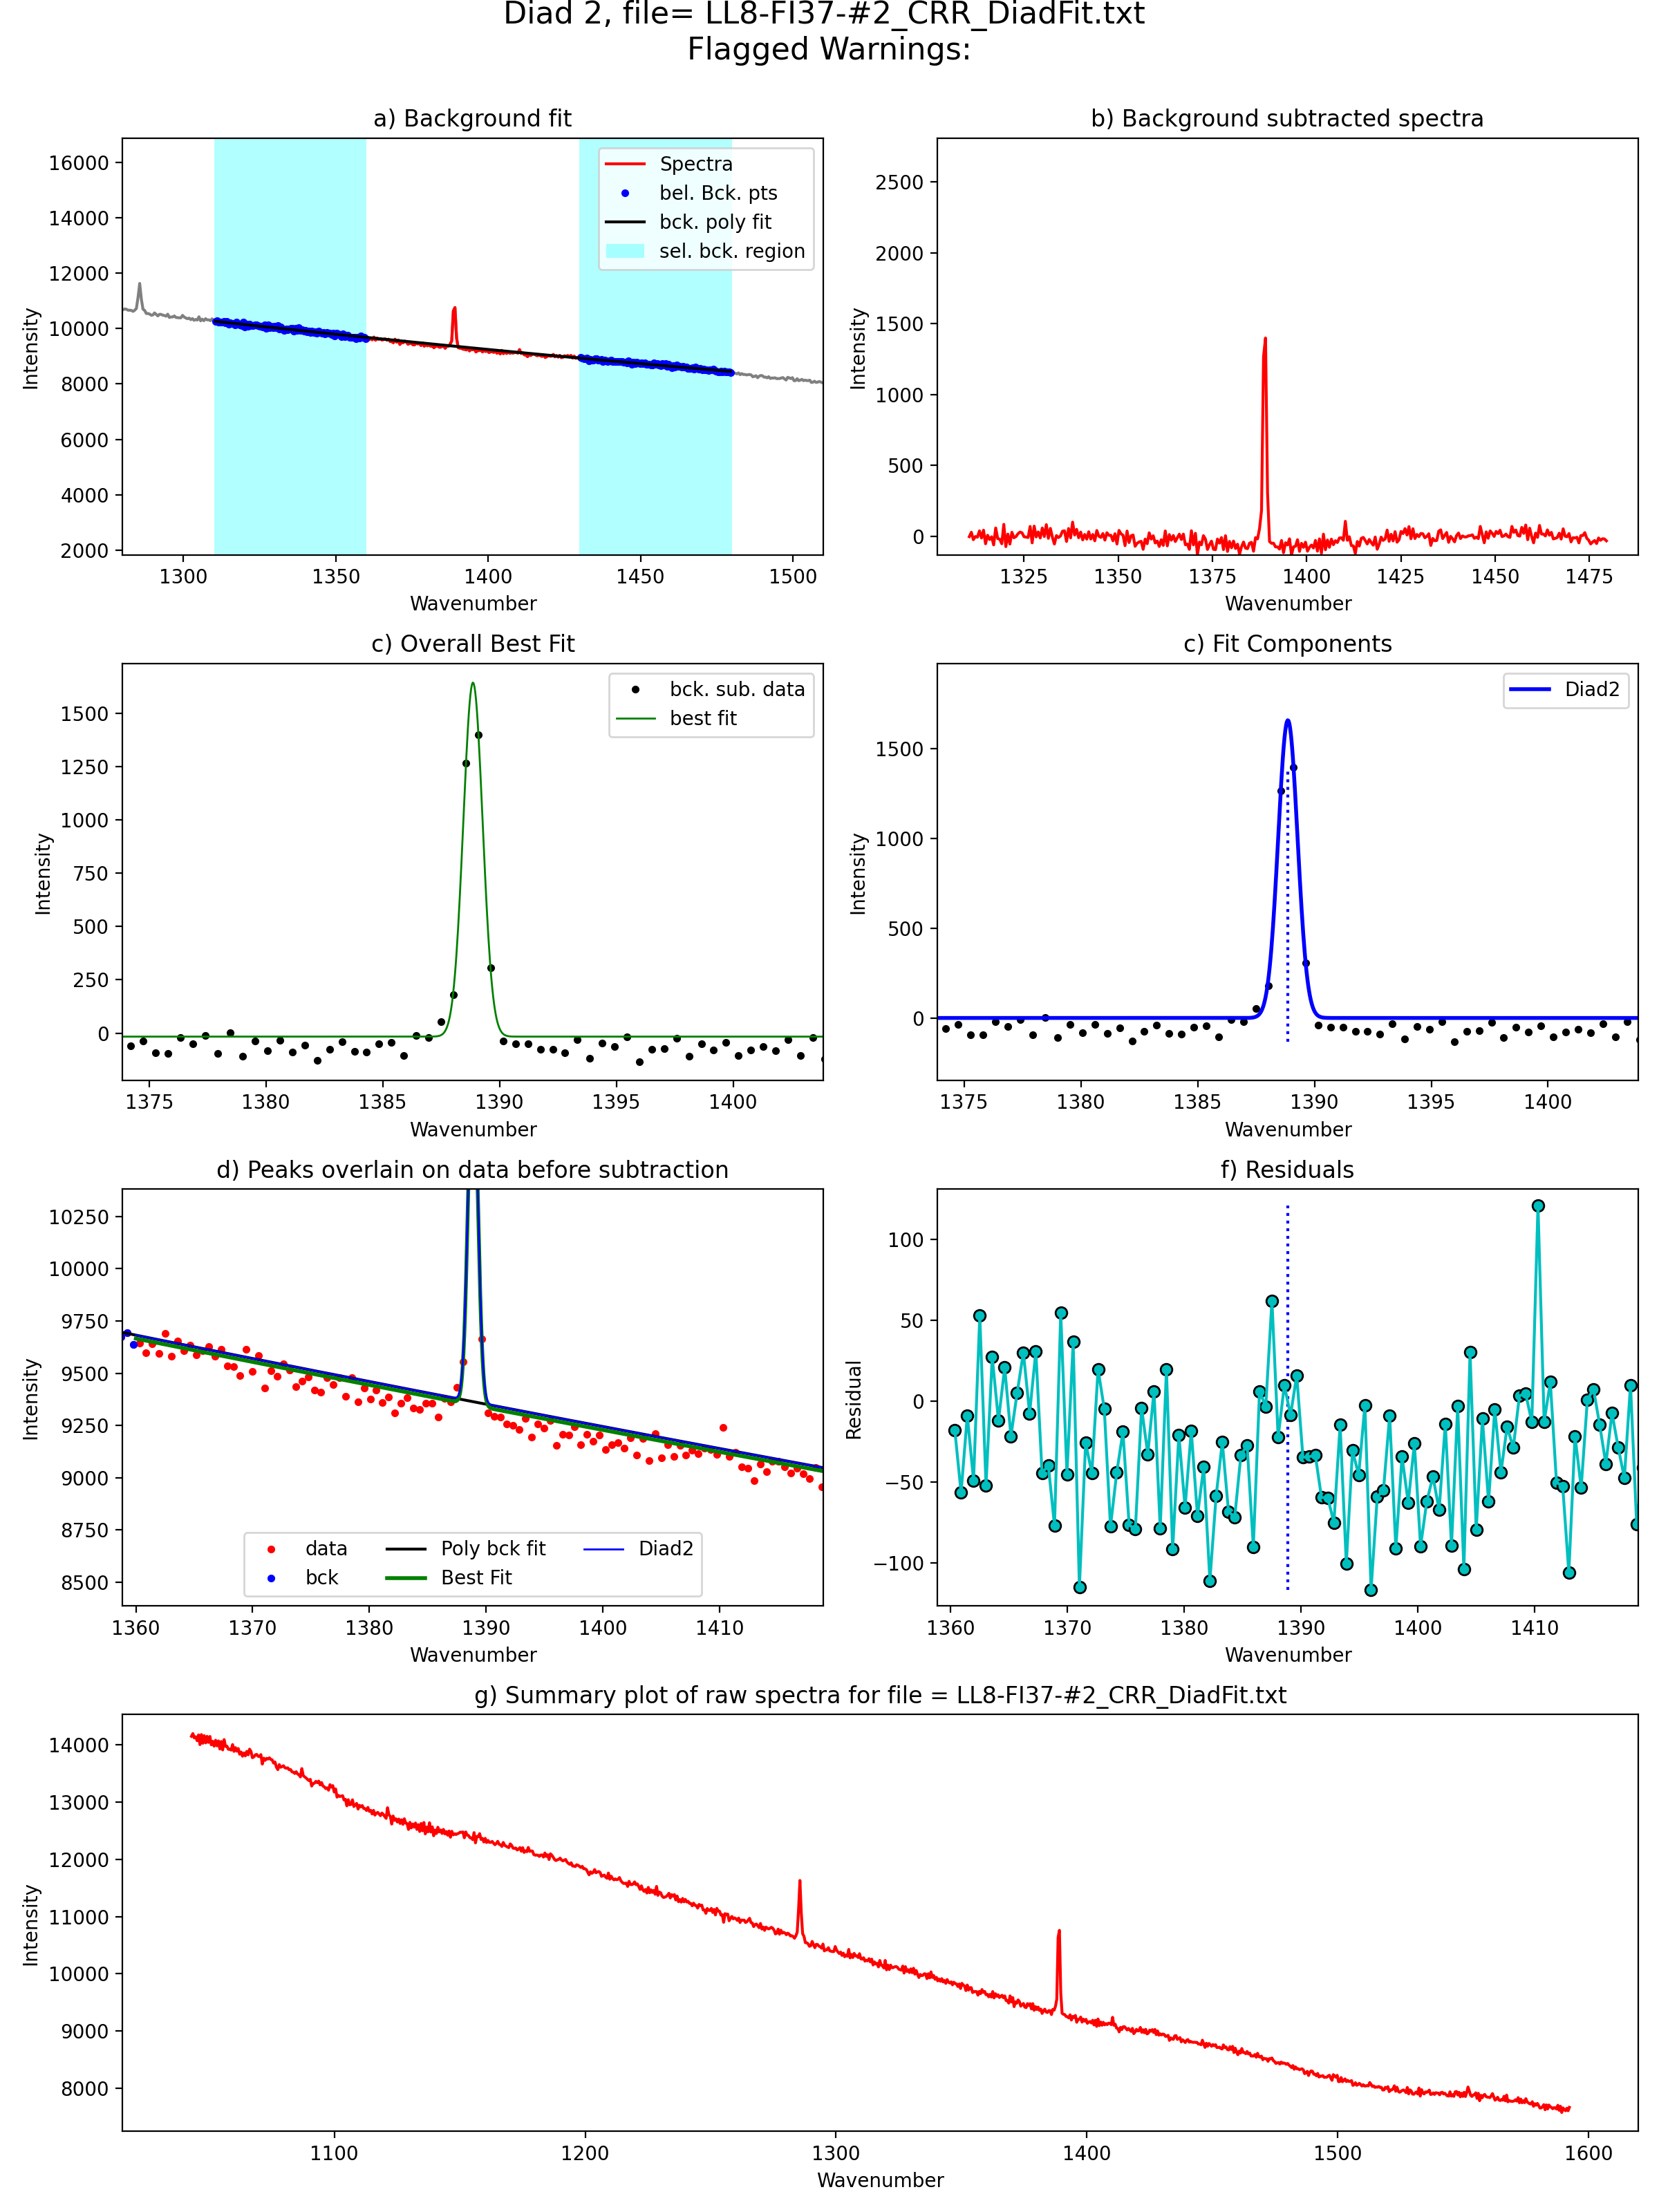 Diad 2, file= LL8-FI37-#2_CRR_DiadFit.txt
Flagged Warnings:
a) Background fit
16000
14000
12000
10000
8000
6000
4000
2000
Intensity
Spectra
bel. Bck. pts
bck. poly fit
sel. bck. region
1300 1350 1400 1450 1500
Wavenumber
b) Background subtracted spectra
2500
2000
1500
1000
500
0
Intensity
1325 1350 1375 1400 1425 1450 1475
Wavenumber
c) Overall Best Fit
1500
1250
1000
750
500
250
0
Intensity
bck. sub. data
best fit
1375 1380 1385 1390 1395 1400
Wavenumber
c) Fit Components
1500
1000
500
0
Intensity
Diad2
1375 1380 1385 1390 1395 1400
Wavenumber
d) Peaks overlain on data before subtraction
10250
10000
9750
9500
9250
9000
8750
8500
Intensity
data
bck
Poly bck fit
Best Fit
Diad2
1360 1370 1380 1390 1400 1410
Wavenumber
f) Residuals
100
50
0
−50
−100
Residual
1360 1370 1380 1390 1400 1410
Wavenumber
g) Summary plot of raw spectra for file = LL8-FI37-#2_CRR_DiadFit.txt
14000
13000
12000
11000
10000
9000
8000
Intensity
1100 1200 1300 1400 1500 1600
Wavenumber